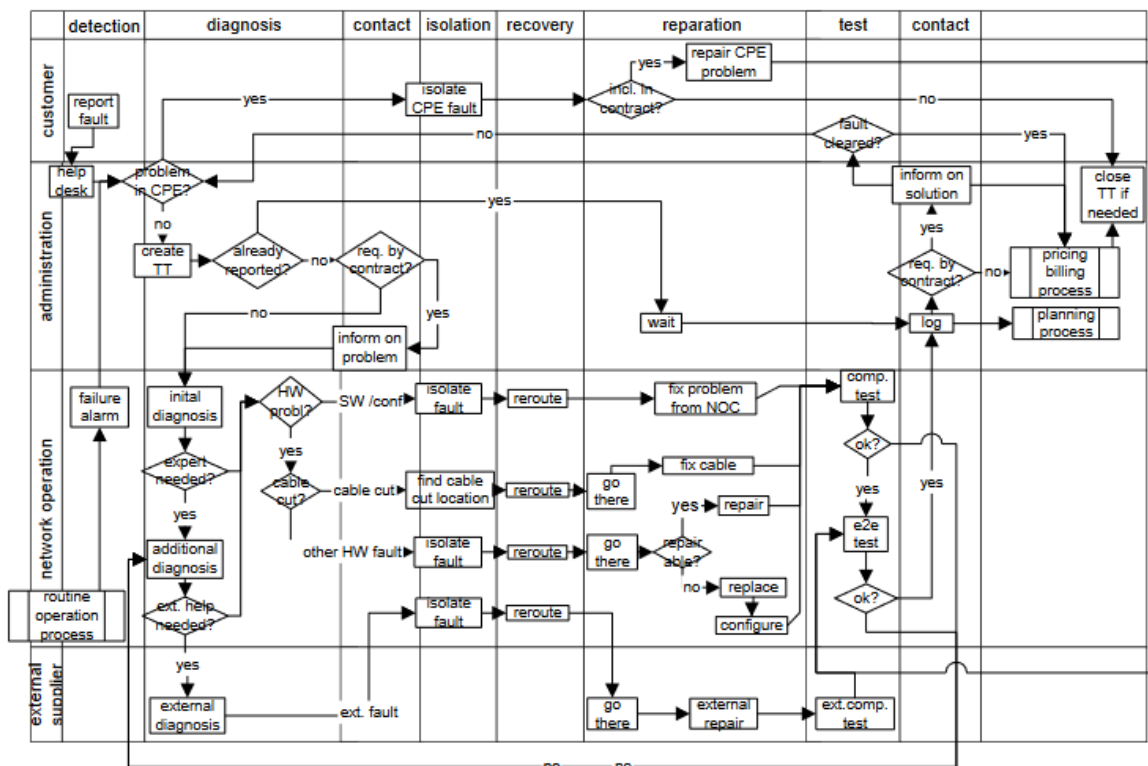 detection
diagnosis
contact
isolation
recovery
reparation
test
contact
customer
report
fault
yes
isolate
CPE fault
incl. in
contract?
yes
repair CPE
problem
no
no
fault
cleared?
yes
administration
help
desk
problem
in CPE?
no
create
TT
already
reported?
yes
no
req. by
contract?
yes
no
inform on
problem
wait
inform on
solution
yes
req. by
contract?
no
log
close
TT if
needed
pricing
billing
process
planning
process
network operation
failure
alarm
routine
operation
process
inital
diagnosis
expert
needed?
yes
additional
diagnosis
ext. help
needed?
yes
HW
probl?
SW /conf
yes
cable
cut?
cable cut
other HW fault
isolate
fault
reroute
fix problem
from NOC
find cable
cut location
reroute
go
there
fix cable
isolate
fault
reroute
go
there
repair
able?
yes
repair
no
replace
configure
isolate
fault
reroute
comp.
test
ok?
yes
e2e
test
ok?
yes
external
supplier
external
diagnosis
ext. fault
go
there
external
repair
ext.comp.
test
no
no